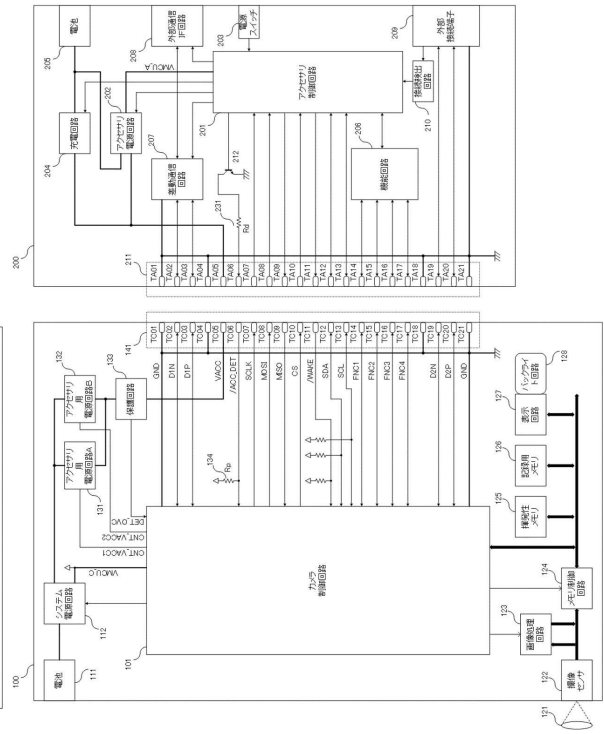 100
電池
111
システム
電源回路
112
VMCU_C
CNT_VACC1
CNT_VACC2
DET_OVC
アクセサリ用
電源回路A
131
アクセサリ用
電源回路B
132
保護回路
133
カメラ
制御回路
101
Rp
134
GND
D1N
D1P
VACC
/ACC_DET
SCLK
MOSI
MISO
CS
/WAKE
SDA
SCL
FNC1
FNC2
FNC3
FNC4
D2N
D2P
GND
141
TC01
TC02
TC03
TC04
TC05
TC06
TC07
TC08
TC09
TC10
TC11
TC12
TC13
TC14
TC15
TC16
TC17
TC18
TC19
TC20
TC21
121
撮像
センサ
122
画像処理
回路
123
メモリ制御
回路
124
揮発性
メモリ
125
記録用
メモリ
126
表示
回路
127
バックライト
回路
128
200
211
TA01
TA02
TA03
TA04
TA05
TA06
TA07
TA08
TA09
TA10
TA11
TA12
TA13
TA14
TA15
TA16
TA17
TA18
TA19
TA20
TA21
充電回路
204
アクセサリ
電源回路
202
電池
205
VMCU_A
差動通信
回路
207
外部通信
IF回路
208
電源
スイッチ
203
Rd
231
212
アクセサリ
制御回路
201
機能回路
206
接続検出
回路
210
外部
接続端子
209